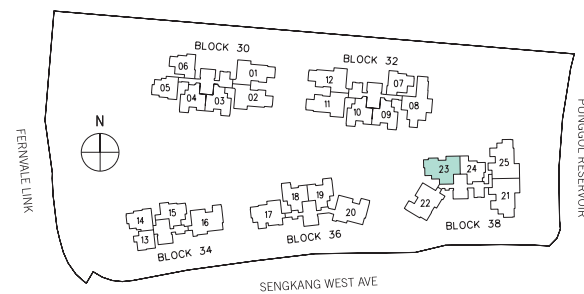 BLOCK 30
06
01
05
04
03
02
BLOCK 32
12
07
11
10
09
08
N
FERNVALE LINK
PUNGGOL RESERVOIR
23
24
25
22
21
BLOCK 38
14
15
16
13
BLOCK 34
18
19
17
20
BLOCK 36
SENGKANG WEST AVE